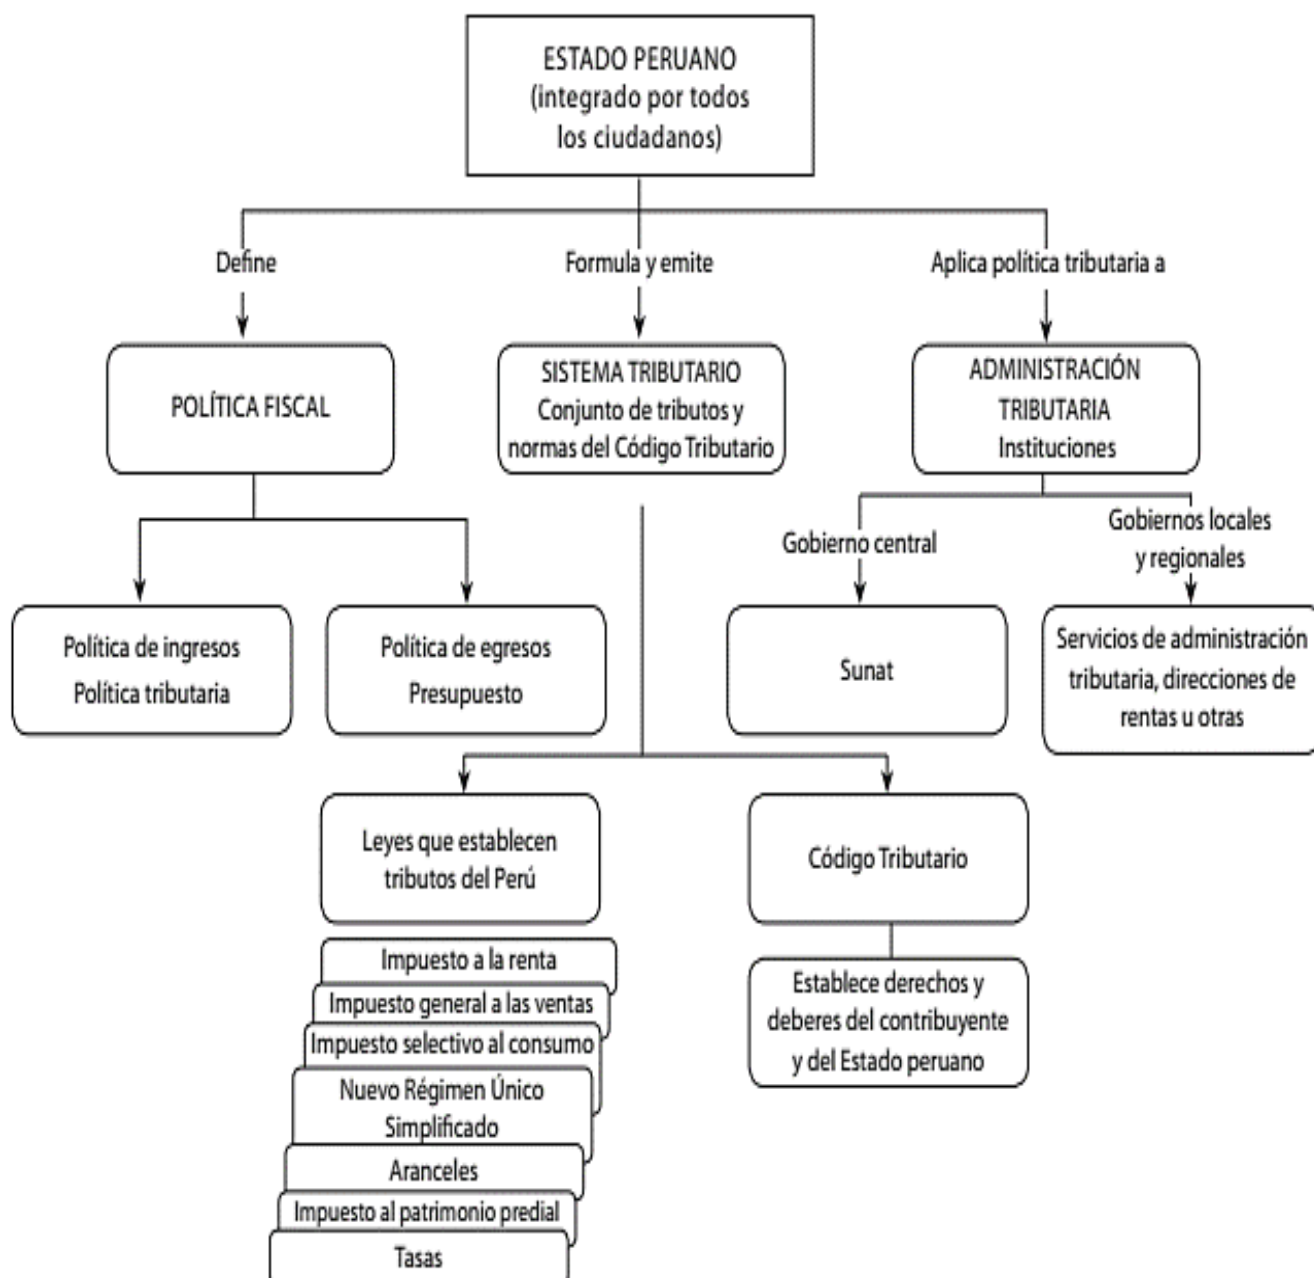 ESTADO PERUANO
(integrado por todos
los ciudadanos)
Define
Formula y emite
Aplica política tributaria a
POLÍTICA FISCAL
SISTEMA TRIBUTARIO
Conjunto de tributos y
normas del Código Tributario
ADMINISTRACIÓN
TRIBUTARIA
Instituciones
Gobierno central
Gobiernos locales
y regionales
Política de ingresos
Política tributaria
Política de egresos
Presupuesto
Sunat
Servicios de administración
tributaria, direcciones de
rentas u otras
Leyes que establecen
tributos del Perú
Código Tributario
Impuesto a la renta
Impuesto general a las ventas
Impuesto selectivo al consumo
Nuevo Régimen Único
Simplificado
Aranceles
Impuesto al patrimonio predial
Tasas
Establece derechos y
deberes del contribuyente
y del Estado peruano